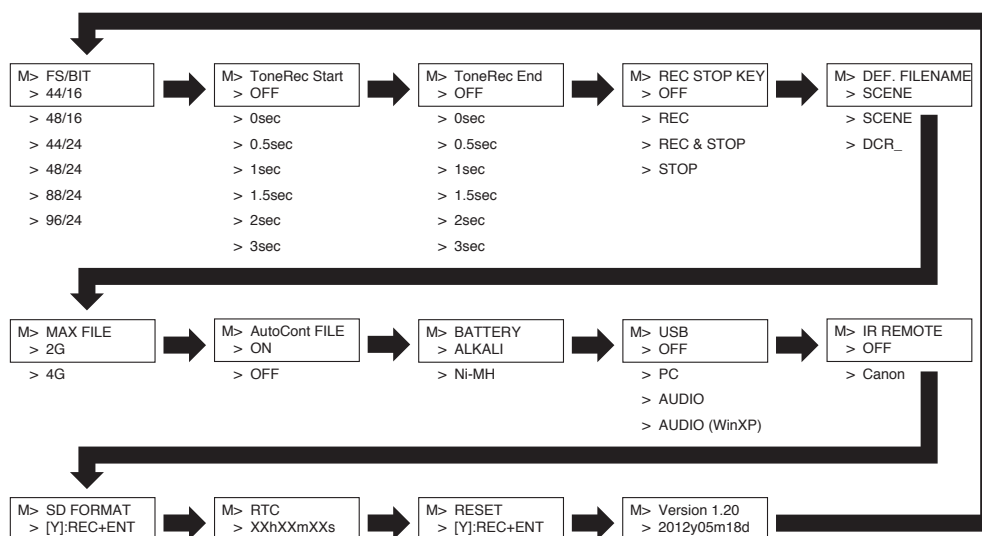 M> FS/BIT
> 44/16
> 48/16
> 44/24
> 48/24
> 88/24
> 96/24
M> ToneRec Start
> OFF
> 0sec
> 0.5sec
> 1sec
> 1.5sec
> 2sec
> 3sec
M> ToneRec End
> OFF
> 0sec
> 0.5sec
> 1sec
> 1.5sec
> 2sec
> 3sec
M> REC STOP KEY
> OFF
> REC
> REC & STOP
> STOP
M> DEF. FILENAME
> SCENE
> SCENE
> DCR_
M> MAX FILE
> 2G
> 4G
M> AutoCont FILE
> ON
> OFF
M> BATTERY
> ALKALI
> Ni-MH
M> USB
> OFF
> PC
> AUDIO
> AUDIO (WinXP)
M> IR REMOTE
> OFF
> Canon
M> SD FORMAT
> [Y]:REC+ENT
M> RTC
> XXhXXmXXs
M> RESET
> [Y]:REC+ENT
M> Version 1.20
> 2012y05m18d